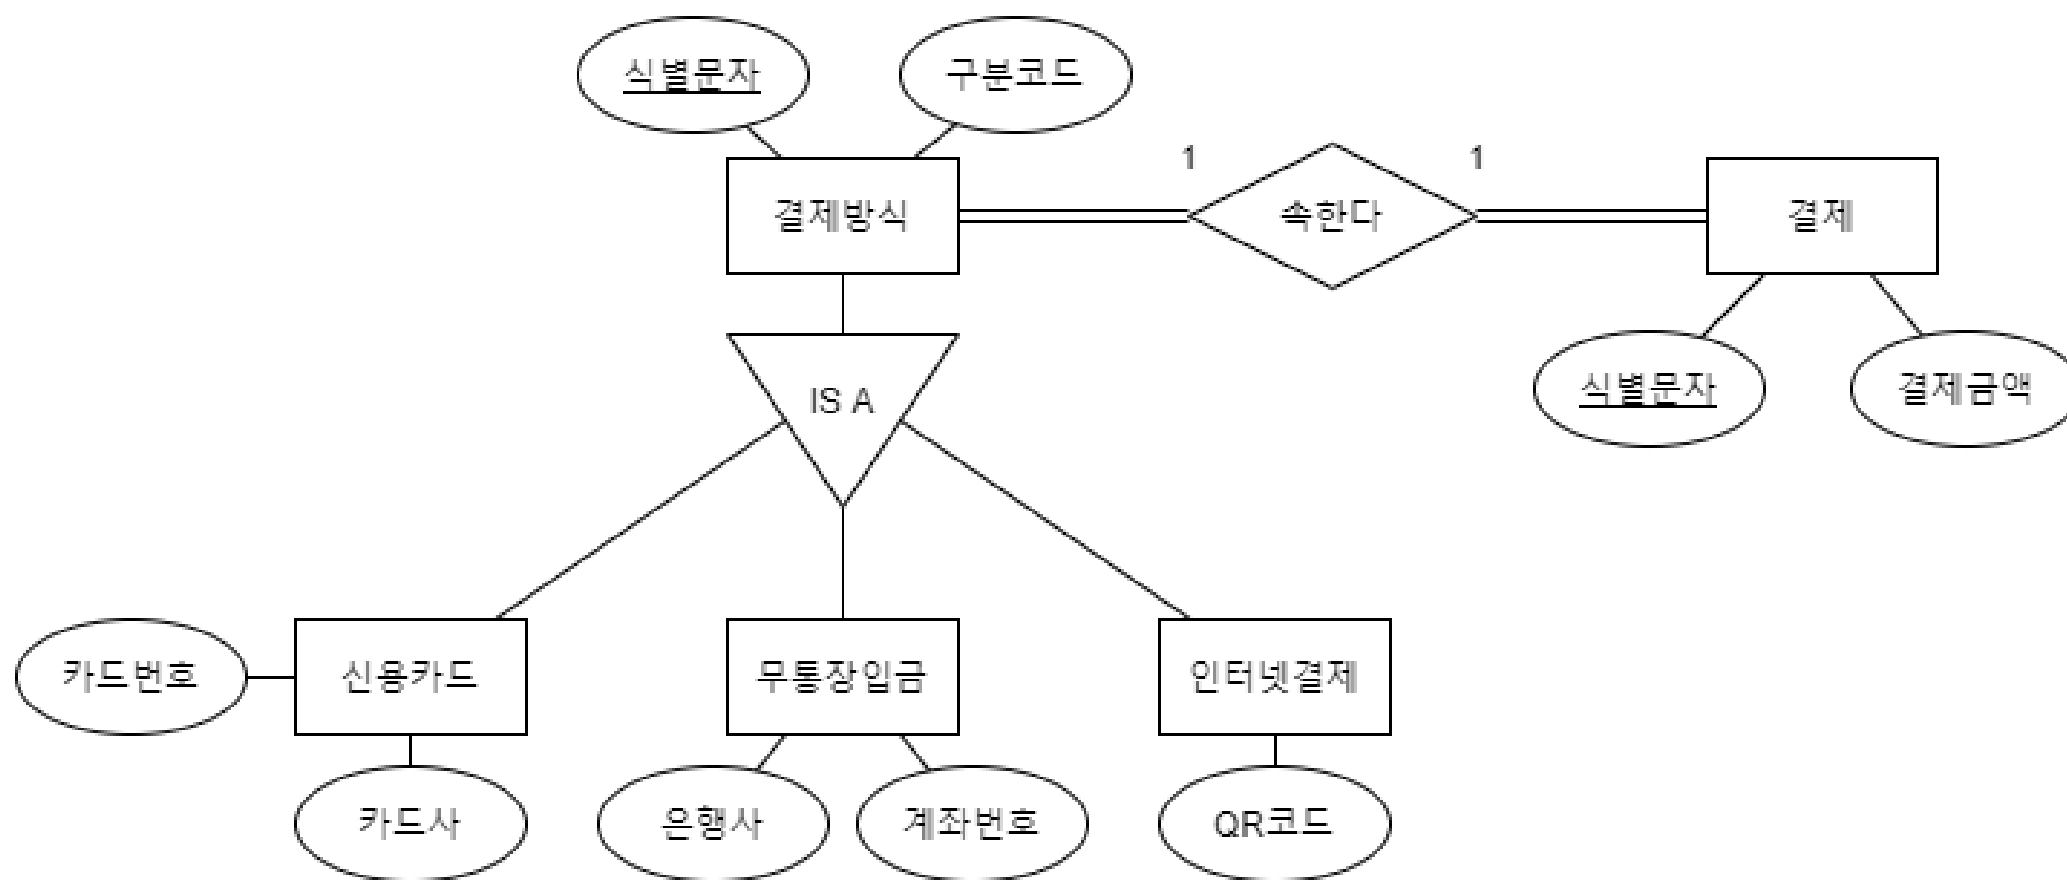 식별문자
구분코드
결제방식
1
속한다
1
결제
IS A
식별문자
결제금액
카드번호
신용카드
무통장입금
인터넷결제
카드사
은행사
계좌번호
QR코드